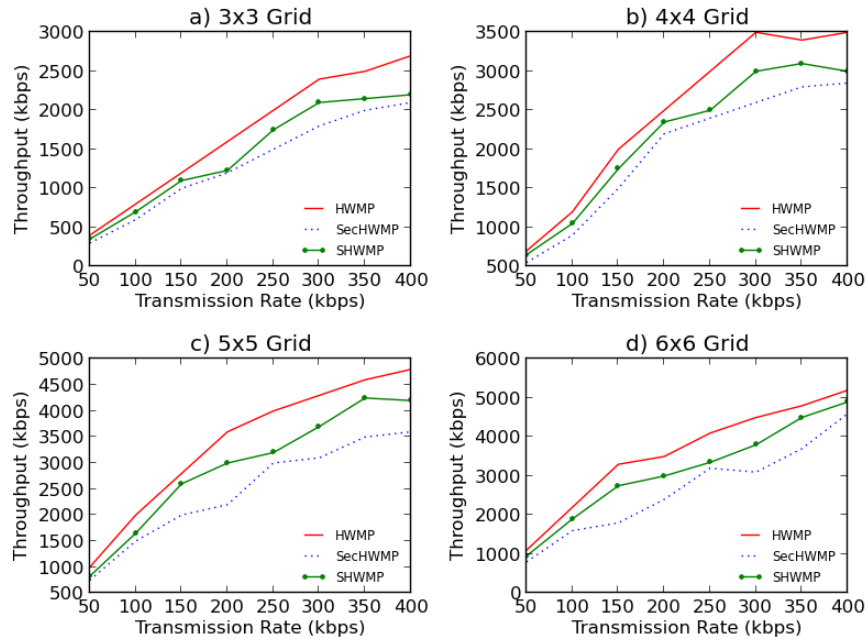 a) 3x3 Grid
3000
2500
2000
1500
1000
500
0
Throughput (kbps)
HWMP
SecHWMP
SHWMP
50 100 150 200 250 300 350 400
Transmission Rate (kbps)
b) 4x4 Grid
3500
3000
2500
2000
1500
1000
500
Throughput (kbps)
HWMP
SecHWMP
SHWMP
50 100 150 200 250 300 350 400
Transmission Rate (kbps)
c) 5x5 Grid
5000
4500
4000
3500
3000
2500
2000
1500
1000
500
Throughput (kbps)
HWMP
SecHWMP
SHWMP
50 100 150 200 250 300 350 400
Transmission Rate (kbps)
d) 6x6 Grid
6000
5000
4000
3000
2000
1000
0
Throughput (kbps)
HWMP
SecHWMP
SHWMP
50 100 150 200 250 300 350 400
Transmission Rate (kbps)